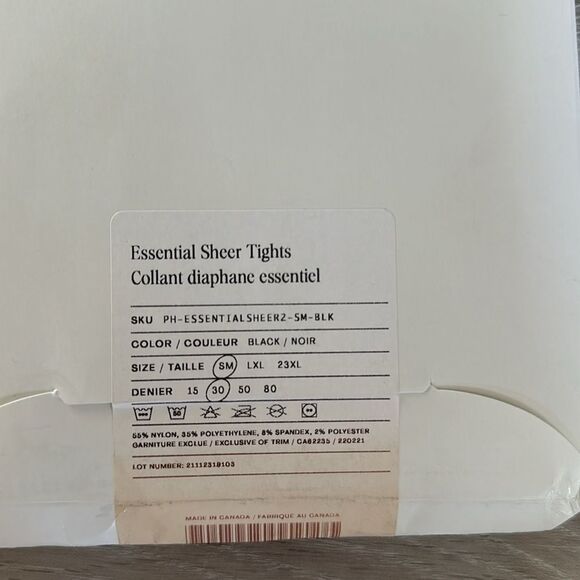 Essential Sheer Tights
Collant diaphane essentiel
SKU PH-ESSENTIALSHEER2-SM-BLK
COLOR / COULEUR BLACK / NOIR
SIZE / TAILLE SM LXL 23XL
DENIER 15 30 50 80
55% NYLON, 35% POLYETHYLENE, 8% SPANDEX, 2% POLYESTER
GARNITURE EXCLUE / EXCLUSIVE OF TRIM / CA62235 / 220221
LOT NUMBER: 21112318103
MADE IN CANADA / FABRIQUÉ AU CANADA